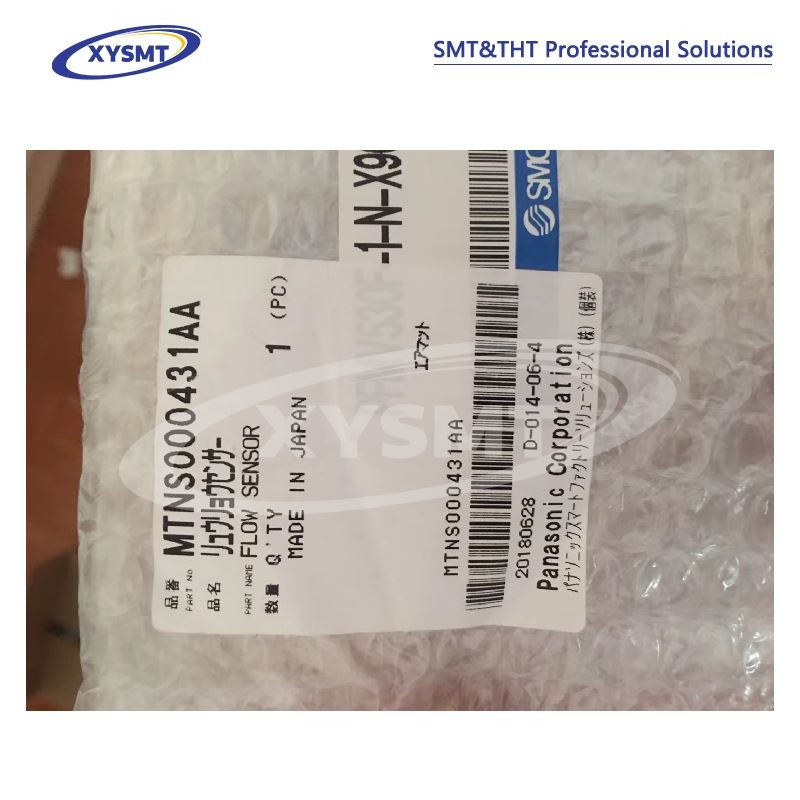 XYSMT
SMT&THT Professional Solutions
SMC
品番
PART No
MTNS000431AA
品名
リュウリョウセンサー
PART NAME
FLOW SENSOR
数量
Q'TY
1
(PC)
MADE IN JAPAN
エアマット
MTNS000431AA
20180628
D-014-06-4
Panasonic Corporation
パナソニックスマートファクトリーソリューションズ(株)
(個装)
XYSMT